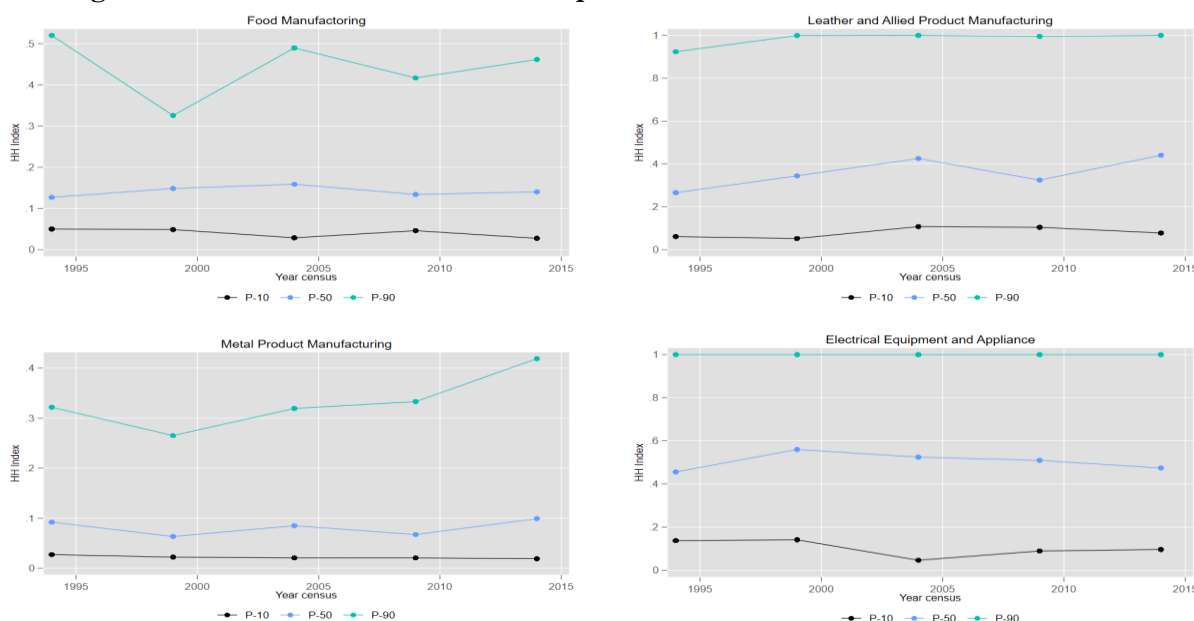 Food Manufactoring
HH Index
.5
.4
.3
.2
.1
0
1995 2000 2005 2010 2015
Year census
P-10 P-50 P-90
Leather and Allied Product Manufacturing
HH Index
1
.8
.6
.4
.2
0
1995 2000 2005 2010 2015
Year census
P-10 P-50 P-90
Metal Product Manufacturing
HH Index
.4
.3
.2
.1
0
1995 2000 2005 2010 2015
Year census
P-10 P-50 P-90
Electrical Equipment and Appliance
HH Index
1
.8
.6
.4
.2
0
1995 2000 2005 2010 2015
Year census
P-10 P-50 P-90